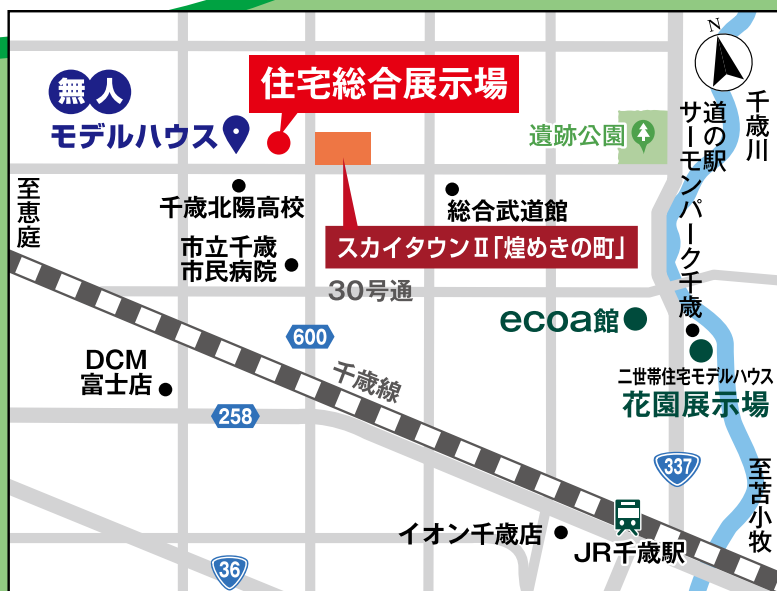 N
住宅総合展示場
無人
モデルハウス
遺跡公園
千歳川
道の駅
サーモンパーク千歳
至恵庭
千歳北陽高校
総合武道館
スカイタウンⅡ「煌めきの町」
市立千歳
市民病院
30号通
ecoa館
600
二世帯住宅モデルハウス
花園展示場
DCM
富士店
千歳線
258
337
至苫小牧
イオン千歳店
JR千歳駅
36